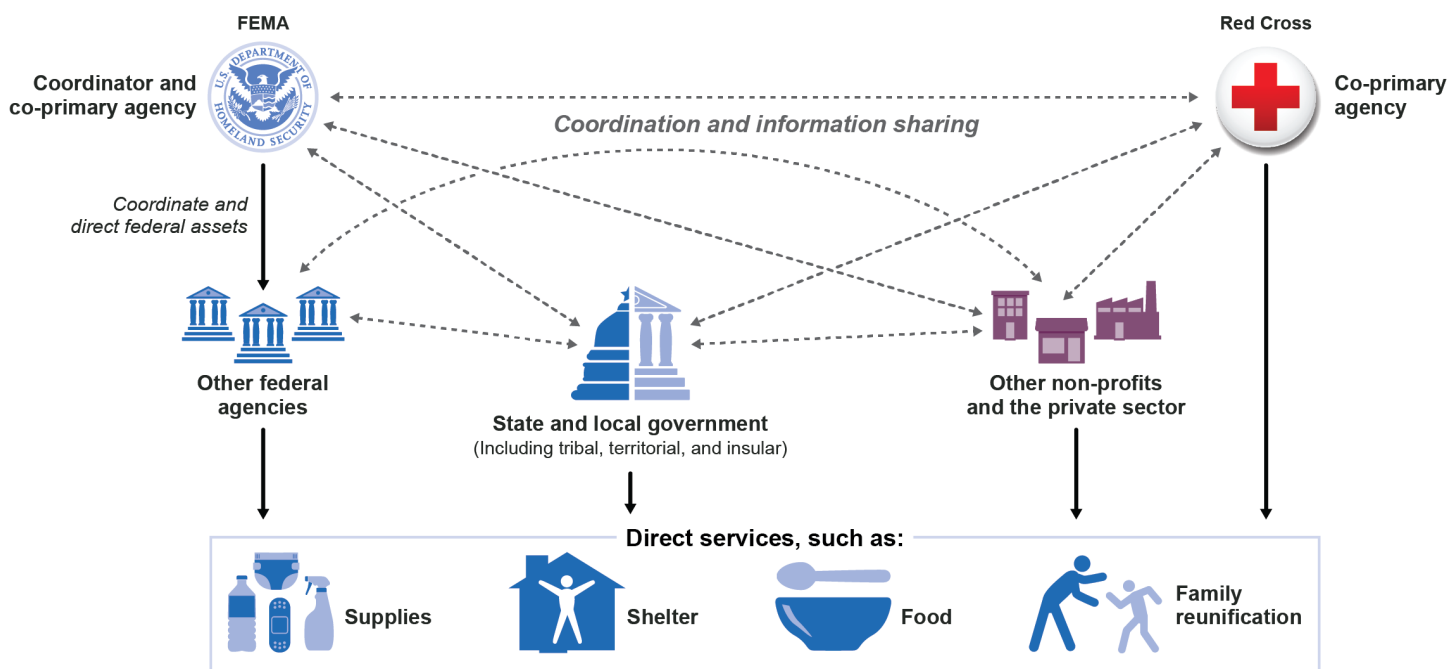 FEMA
Red Cross
Coordinator and
co-primary agency
U.S. DEPARTMENT OF
HOMELAND SECURITY
Co-primary
agency
Coordination and information sharing
Coordinate and
direct federal assets
Other federal
agencies
State and local government
(Including tribal, territorial, and insular)
Other non-profits
and the private sector
Direct services, such as:
Supplies
Shelter
Food
Family
reunification